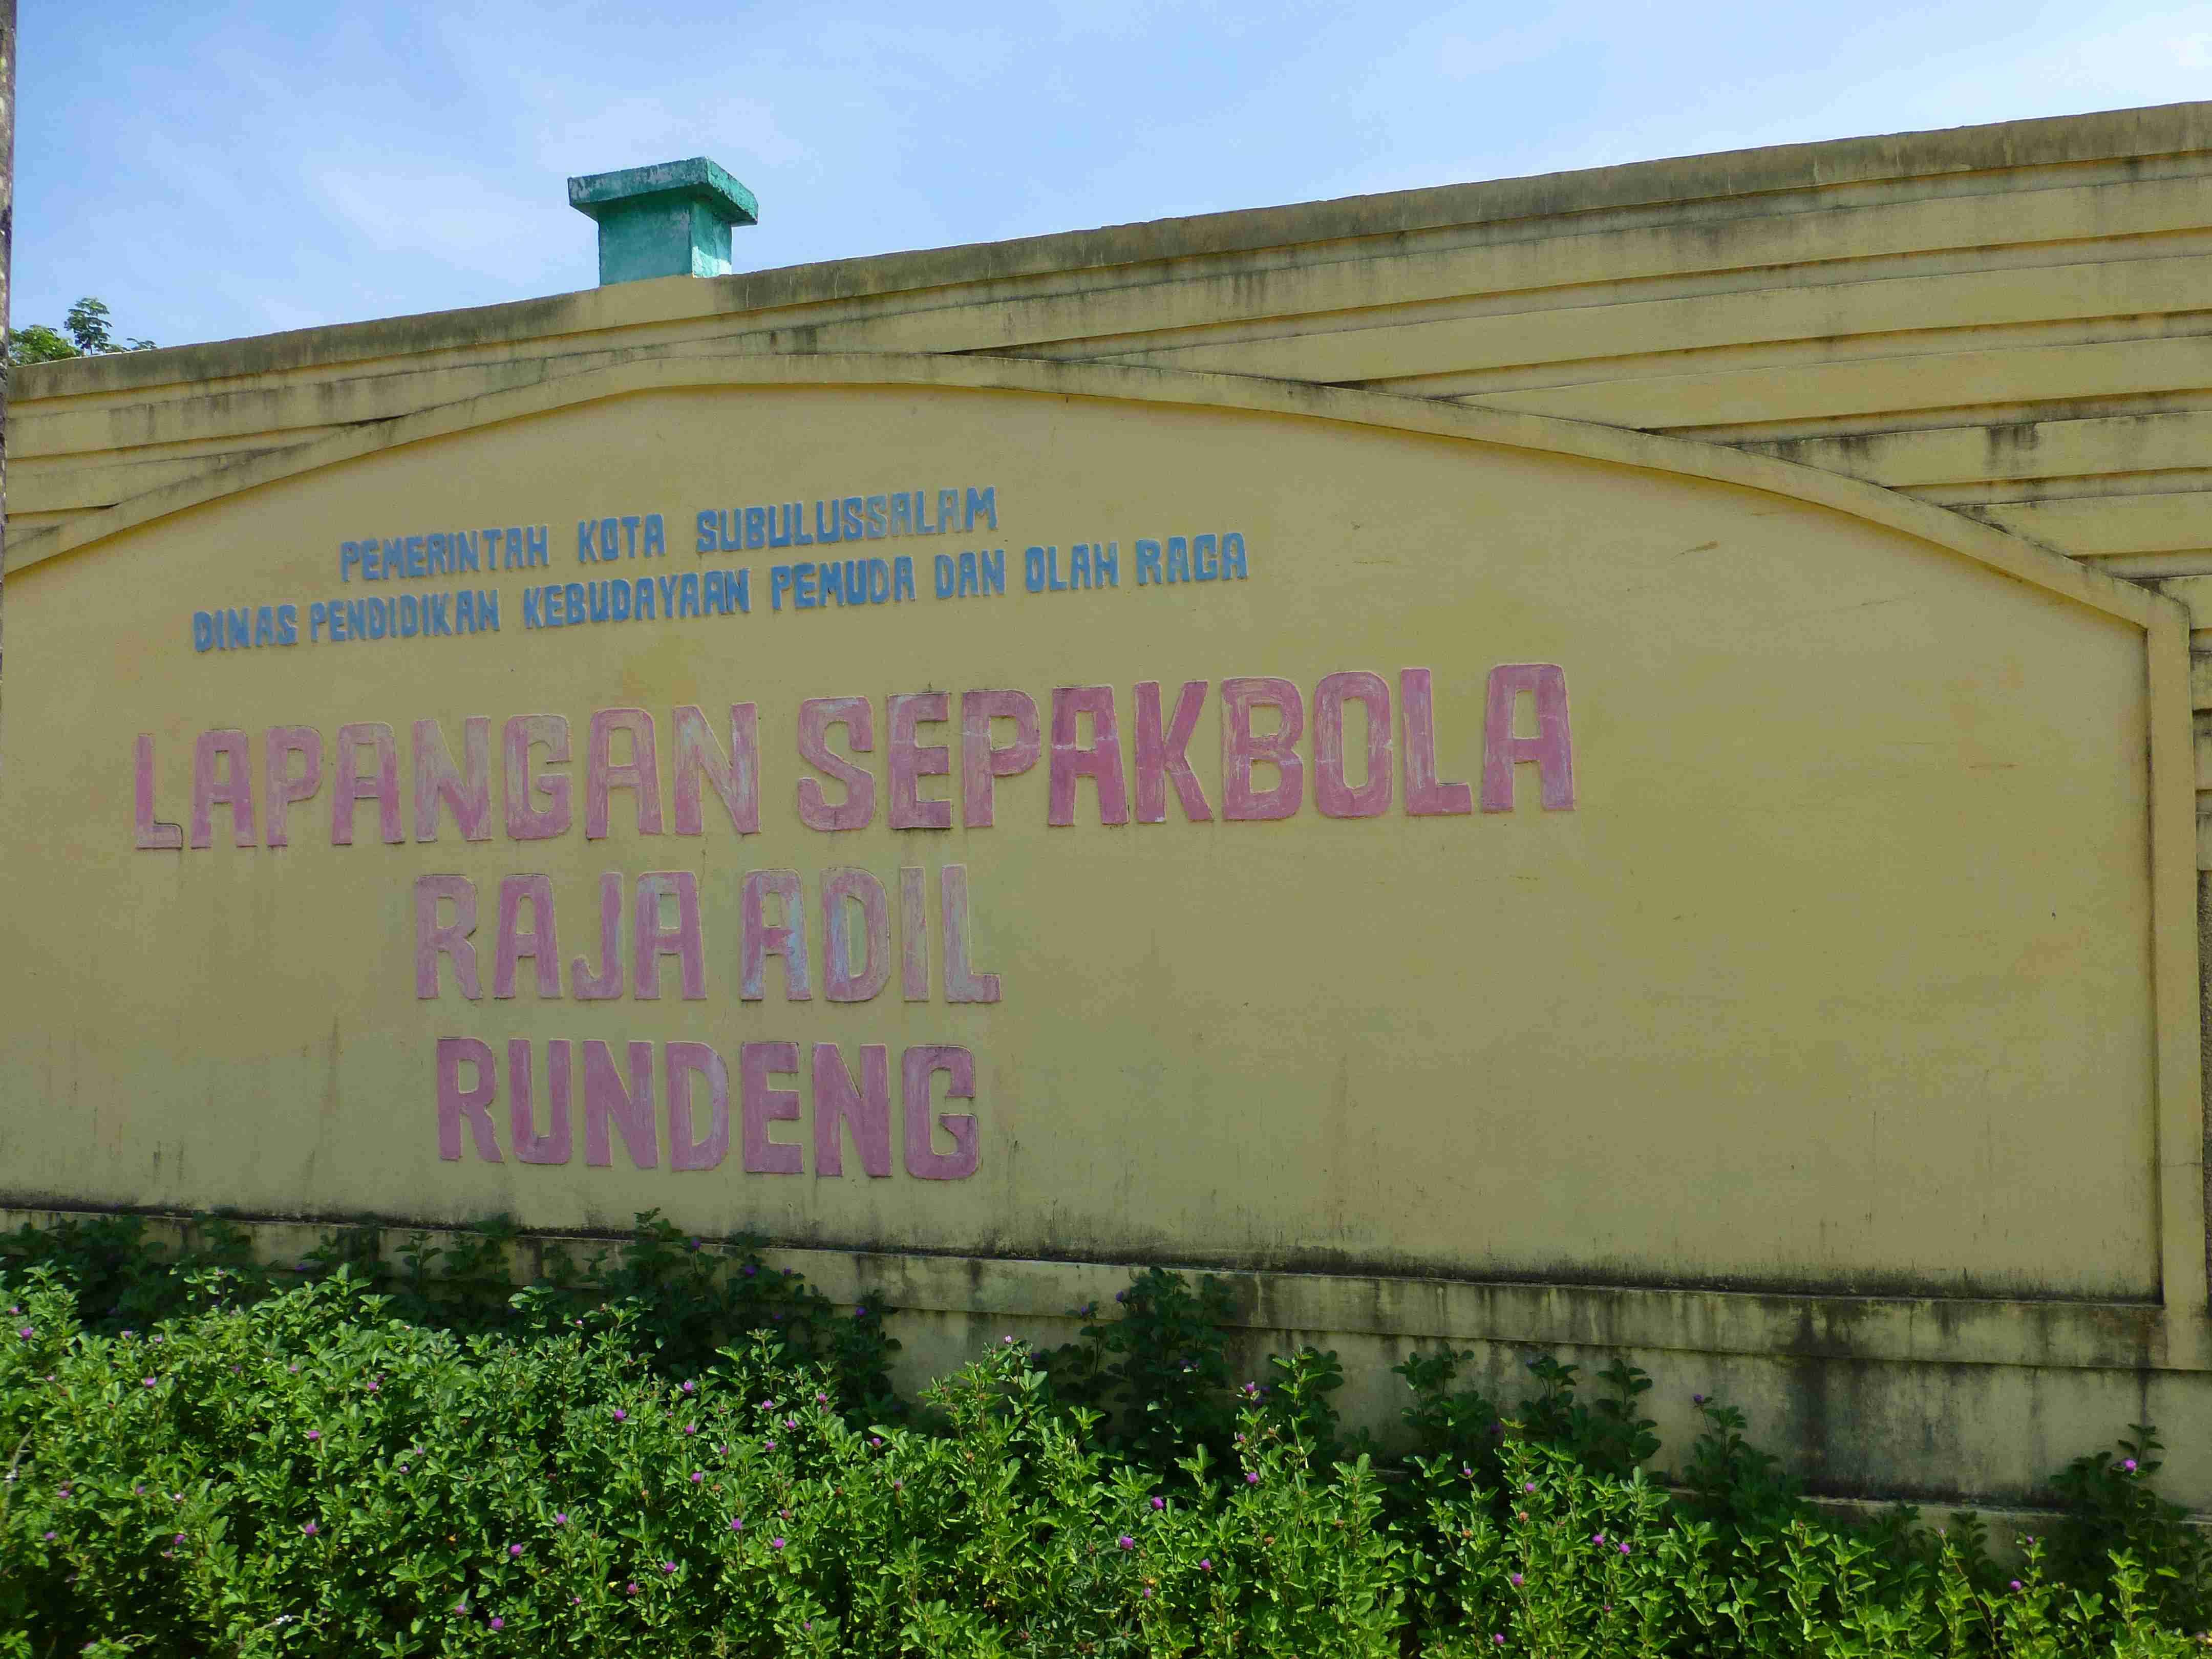 PEMERINTAH KOTA SUBULUSSALAM
DINAS PENDIDIKAN KEBUDAYAAN PEMUDA DAN OLAH RAGA
LAPANGAN SEPAKBOLA
RAJA ADIL
RUNDENG